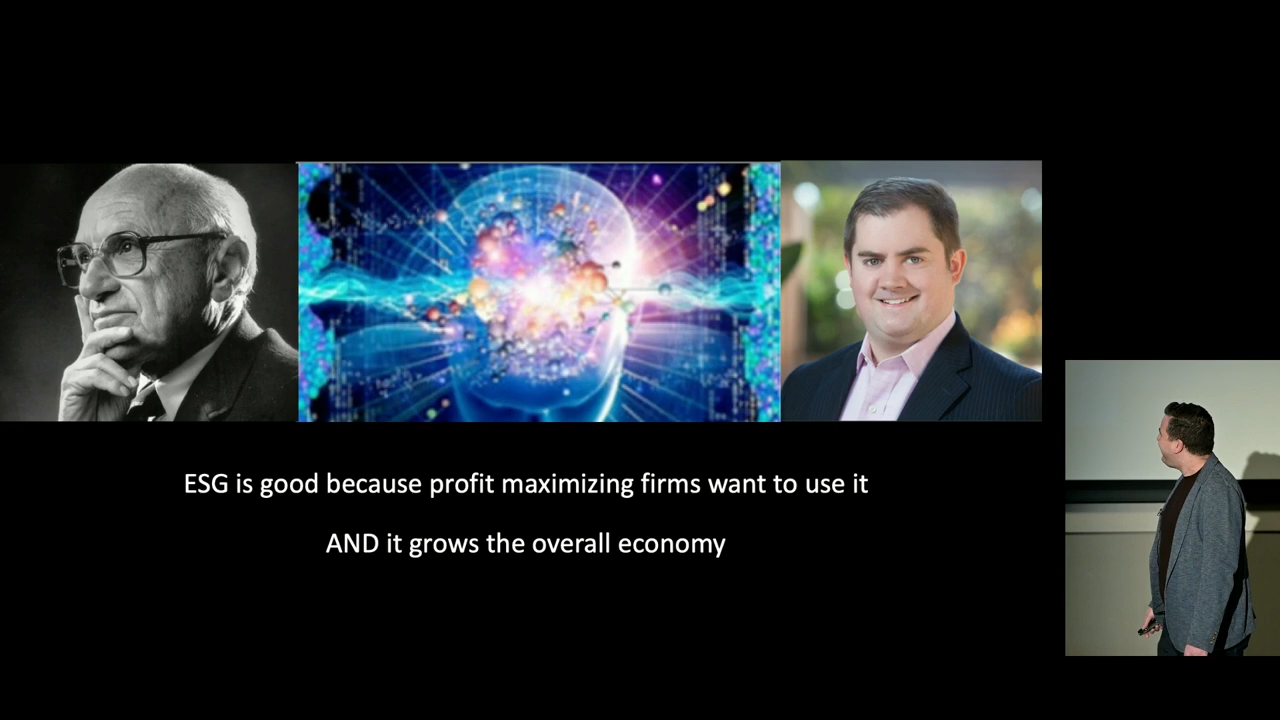 ESG is good because profit maximizing firms want to use it
AND it grows the overall economy